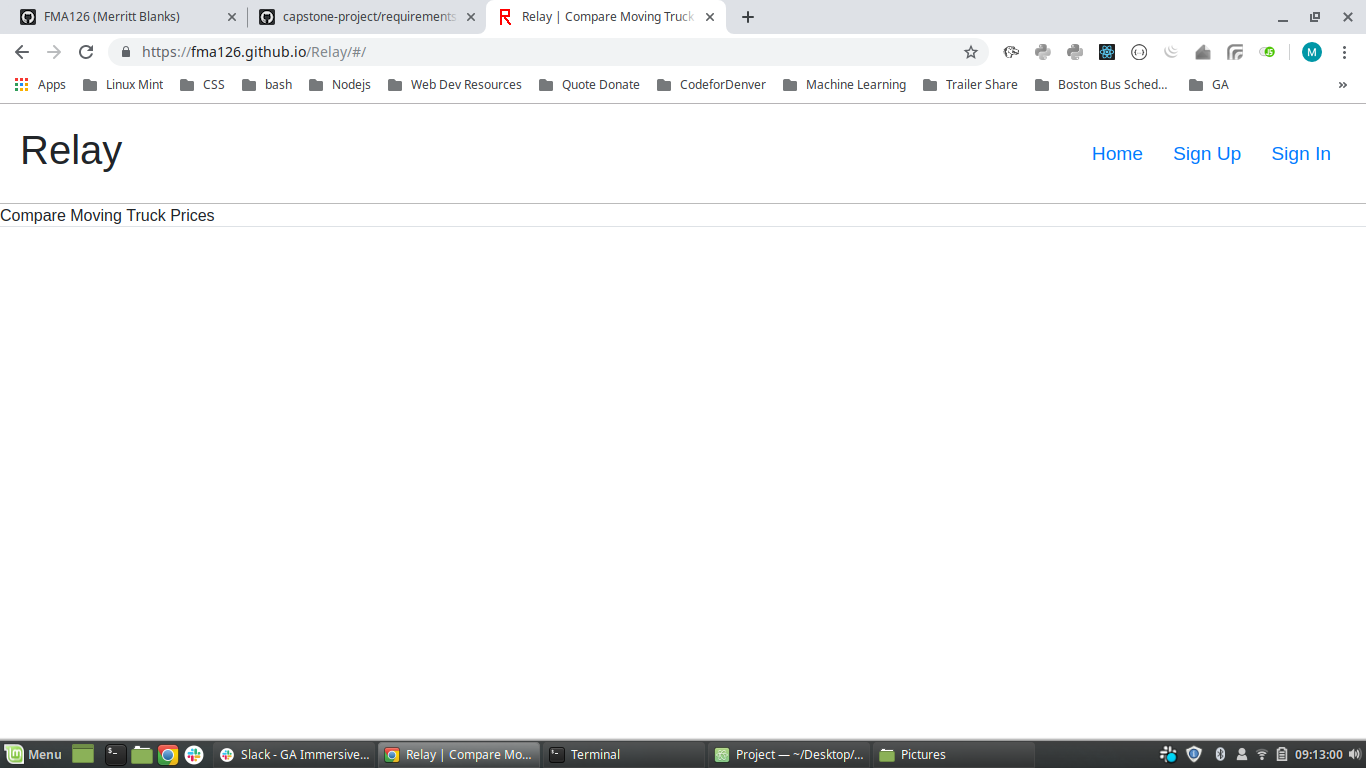 FMA126 (Merritt Blanks)
capstone-project/requirements
Relay | Compare Moving Truck
https://fma126.github.io/Relay/#/
M
Apps Linux Mint CSS bash Nodejs Web Dev Resources Quote Donate CodeforDenver Machine Learning Trailer Share Boston Bus Sched... GA »
Relay Home Sign Up Sign In
Compare Moving Truck Prices
Menu Slack - GA Immersive... Relay | Compare Mo... Terminal Project — ~/Desktop/... Pictures 09:13:00